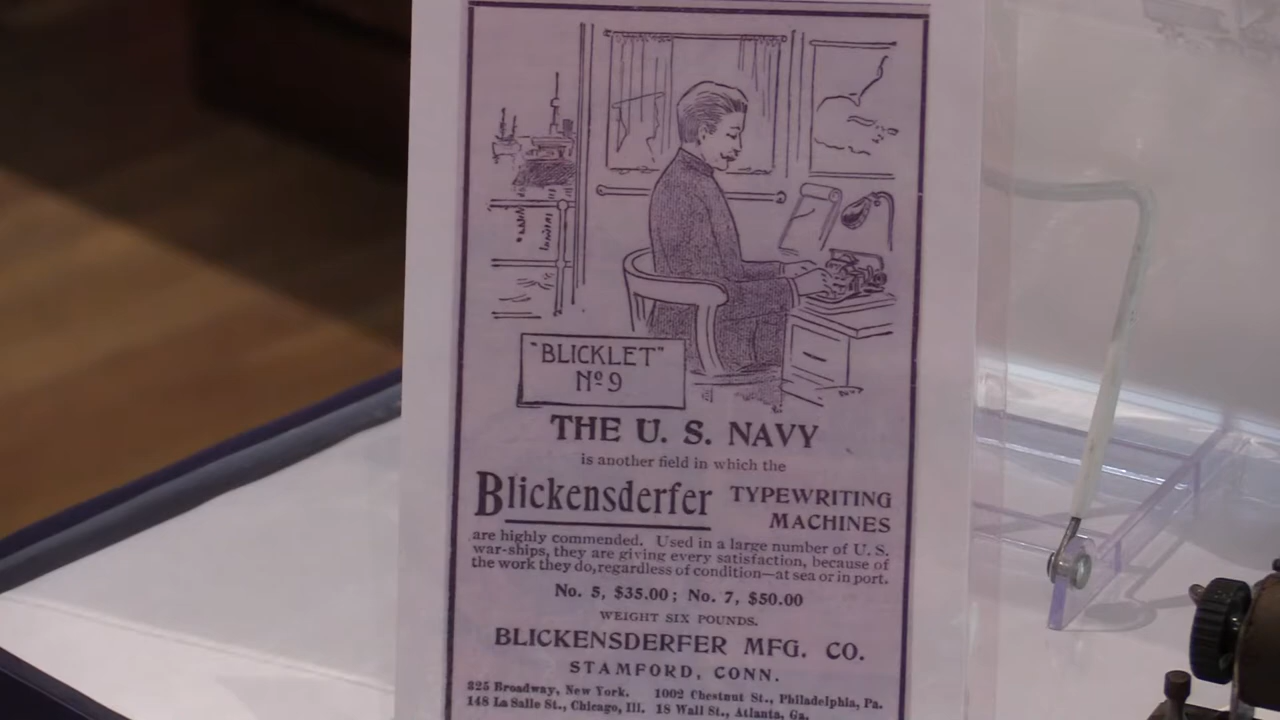 "BLICKLET"
Nº 9
THE U. S. NAVY
is another field in which the
Blickensderfer TYPEWRITING
MACHINES
are highly commended. Used in a large number of U. S.
war-ships, they are giving every satisfaction, because of
the work they do, regardless of condition—at sea or in port.
No. 5, $35.00; No. 7, $50.00
WEIGHT SIX POUNDS.
BLICKENSDERFER MFG. CO.
STAMFORD, CONN.
325 Broadway, New York. 1002 Chestnut St., Philadelphia, Pa.
148 La Salle St., Chicago, Ill. 18 Wall St., Atlanta, Ga.